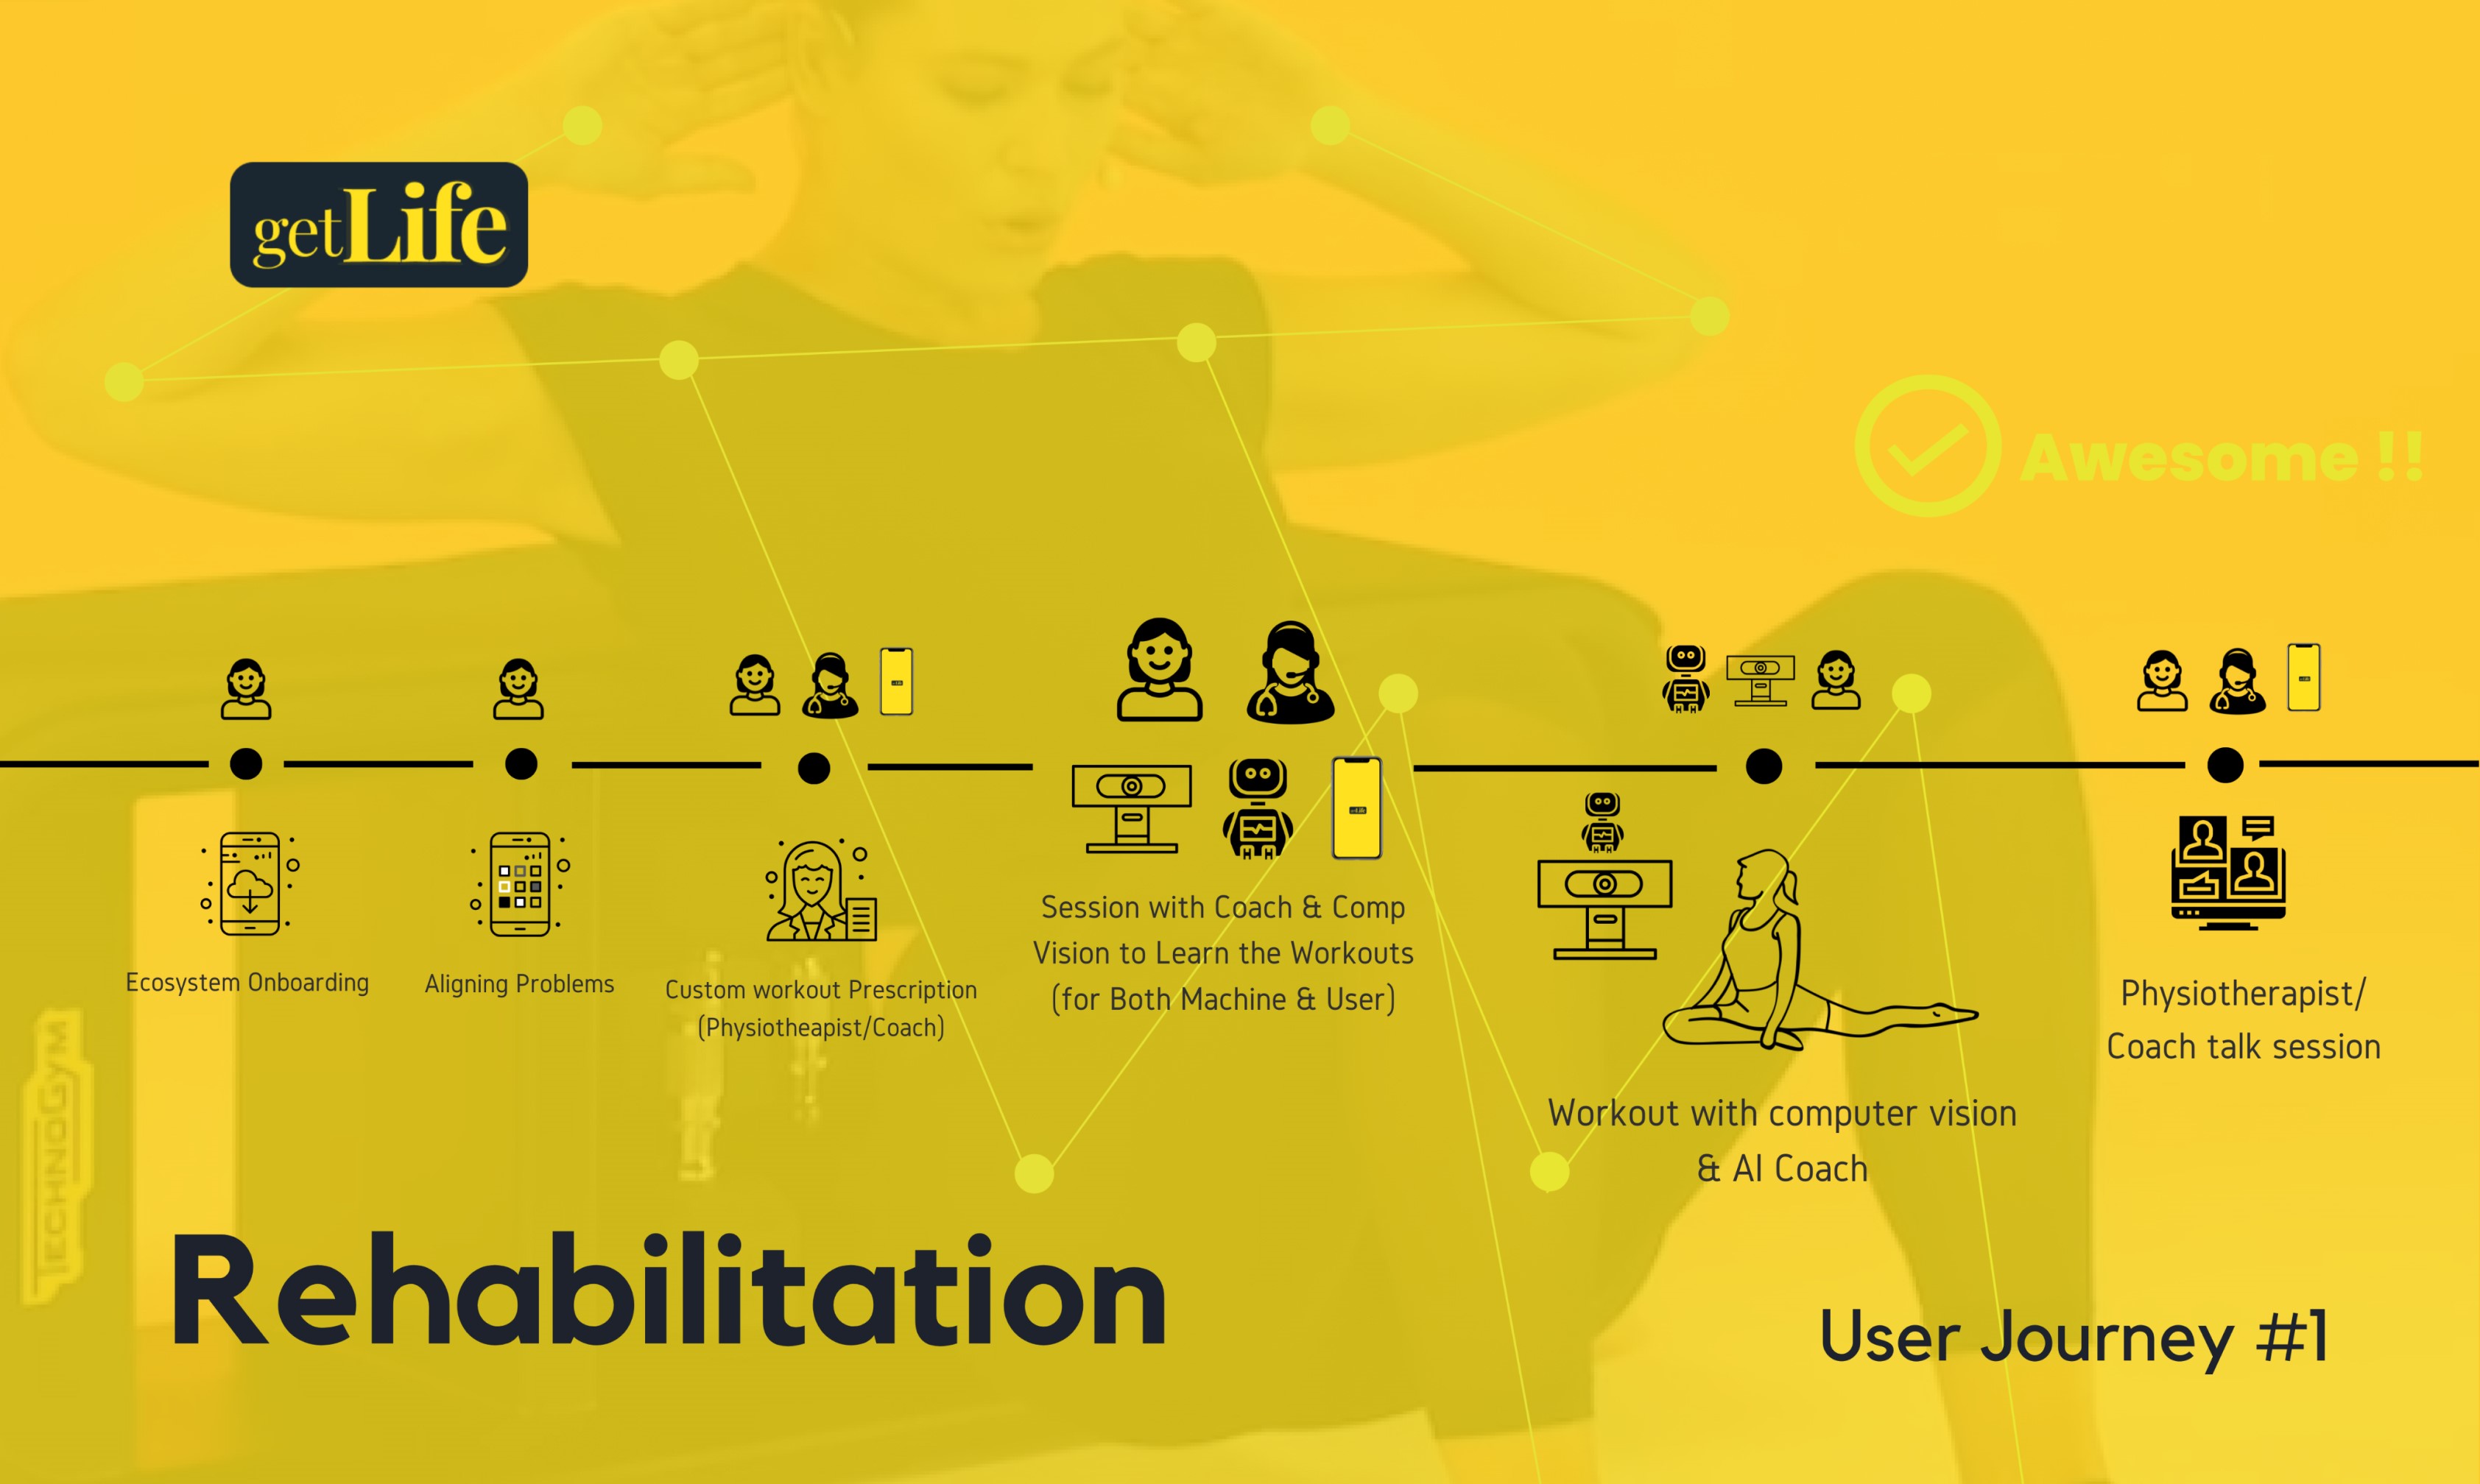 getLife
Awesome !!
Ecosystem Onboarding
Aligning Problems
Custom workout Prescription
(Physiotheapist/Coach)
Session with Coach & Comp
Vision to Learn the Workouts
(for Both Machine & User)
Workout with computer vision
& AI Coach
Physiotherapist/
Coach talk session
TECHNOGYM
Rehabilitation
User Journey #1